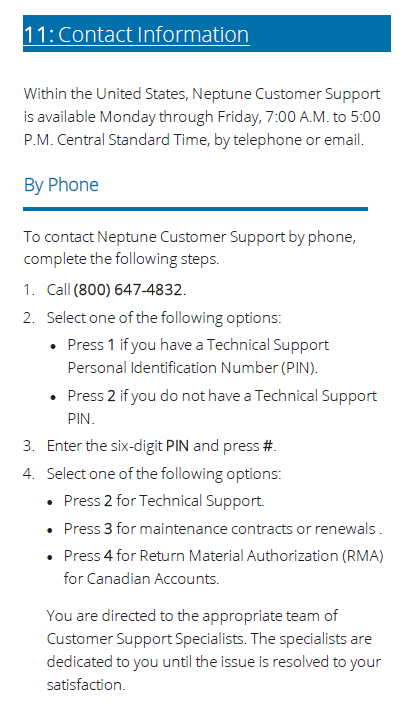 11: Contact Information
Within the United States, Neptune Customer Support
is available Monday through Friday, 7:00 A.M. to 5:00
P.M. Central Standard Time, by telephone or email.
By Phone
To contact Neptune Customer Support by phone,
complete the following steps.
1. Call (800) 647-4832.
2. Select one of the following options:
• Press 1 if you have a Technical Support
Personal Identification Number (PIN).
• Press 2 if you do not have a Technical Support
PIN.
3. Enter the six-digit PIN and press #.
4. Select one of the following options:
• Press 2 for Technical Support.
• Press 3 for maintenance contracts or renewals .
• Press 4 for Return Material Authorization (RMA)
for Canadian Accounts.
You are directed to the appropriate team of
Customer Support Specialists. The specialists are
dedicated to you until the issue is resolved to your
satisfaction.